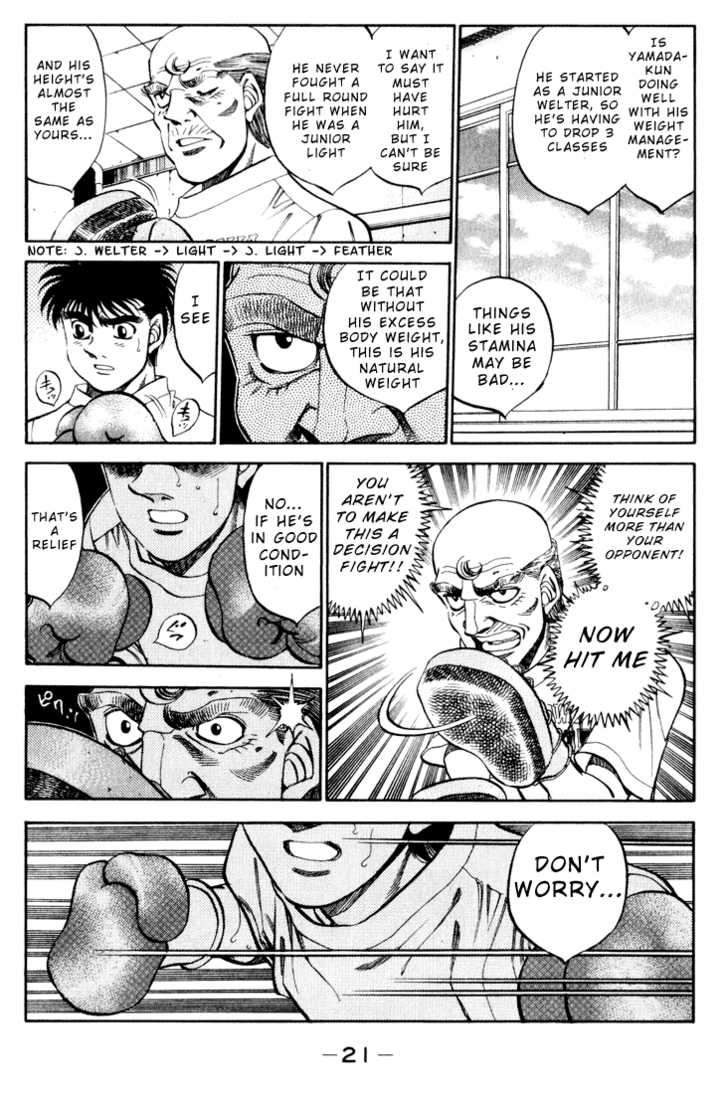 IS
YAMADA-
KUN
DOING
WELL
WITH HIS
WEIGHT
MANAGE-
MENT?
HE STARTED
AS A JUNIOR
WELTER, SO
HE'S HAVING
TO DROP 3
CLASSES
THINGS
LIKE HIS
STAMINA
MAY BE
BAD...
I WANT
TO SAY IT
MUST
HAVE
HURT
HIM,
BUT I
CAN'T BE
SURE
HE NEVER
FOUGHT A
FULL ROUND
FIGHT WHEN
HE WAS A
JUNIOR
LIGHT
AND HIS
HEIGHT'S
ALMOST
THE
SAME AS
YOURS...
NOTE: J. WELTER -> LIGHT -> J. LIGHT -> FEATHER
IT COULD
BE THAT
WITHOUT
HIS EXCESS
BODY WEIGHT,
THIS IS HIS
NATURAL
WEIGHT
I
SEE
THINK OF
YOURSELF
MORE THAN
YOUR
OPPONENT!
YOU
AREN'T
TO MAKE
THIS A
DECISION
FIGHT!!
NOW
HIT ME
NO...
IF HE'S
IN GOOD
COND-
ITION
THAT'S
A
RELIEF
DON'T
WORRY...
—21—